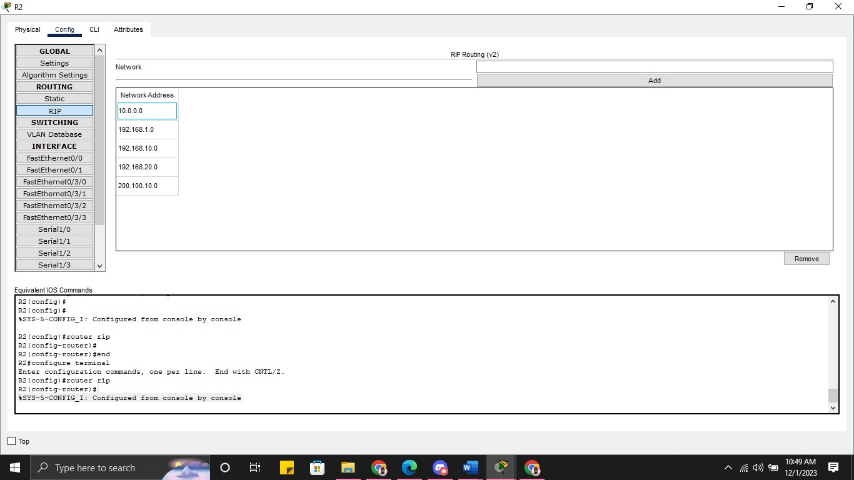 R2
Physical Config CLI Attributes
GLOBAL
Settings
Algorithm Settings
ROUTING
Static
RIP
SWITCHING
VLAN Database
INTERFACE
FastEthernet0/0
FastEthernet0/1
FastEthernet0/3/0
FastEthernet0/3/1
FastEthernet0/3/2
FastEthernet0/3/3
Serial1/0
Serial1/1
Serial1/2
Serial1/3
RIP Routing (v2)
Network
Add
Network Address
10.0.0.0
192.168.1.0
192.168.10.0
192.168.20.0
200.100.10.0
Remove
Equivalent IOS Commands
R2(config)#
R2(config)#
%SYS-5-CONFIG_I: Configured from console by console
R2(config)#router rip
R2(config-router)#
R2(config-router)#end
R2#configure terminal
Enter configuration commands, one per line. End with CNTL/Z.
R2(config)#router rip
R2(config-router)#
%SYS-5-CONFIG_I: Configured from console by console
Top
Type here to search
10:49 AM
12/1/2023